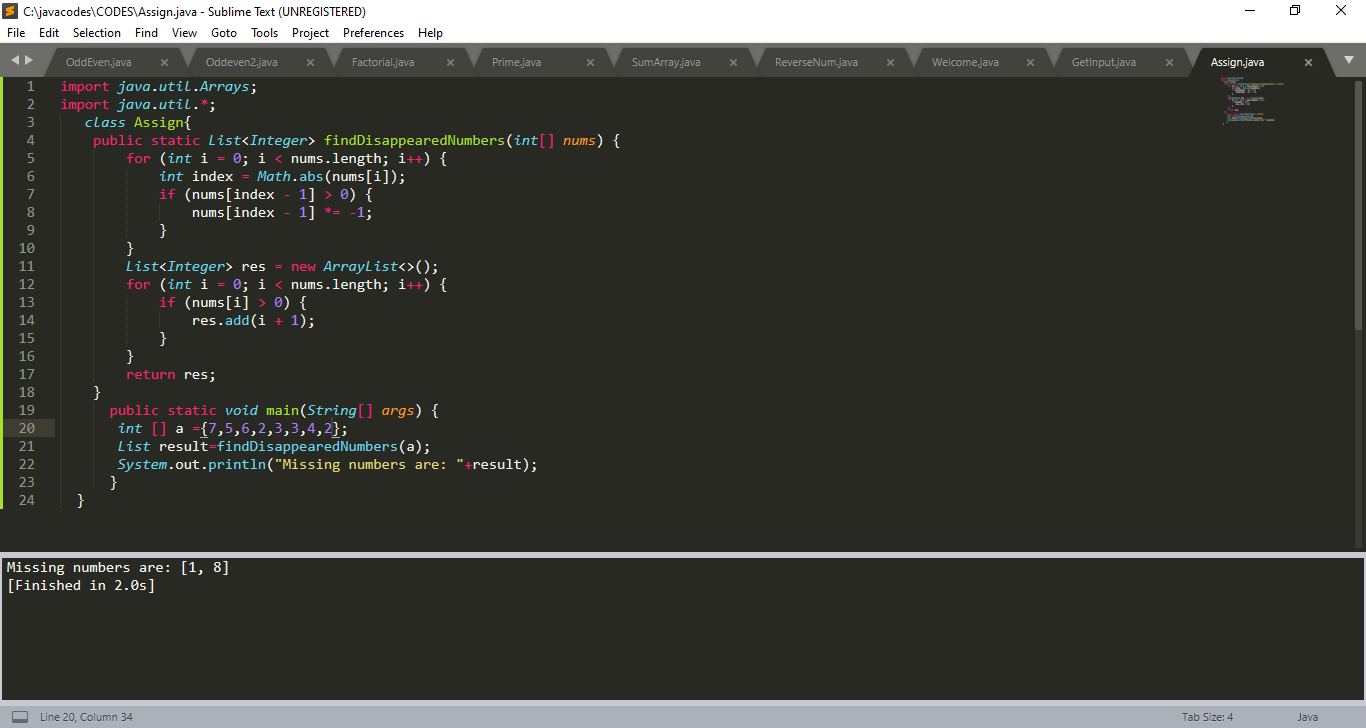 C:\javacodes\CODES\Assign.java - Sublime Text (UNREGISTERED)
File Edit Selection Find View Goto Tools Project Preferences Help
OddEven.java Oddeven2.java Factorial.java Prime.java SumArray.java ReverseNum.java Welcome.java GetInput.java Assign.java
1 import java.util.Arrays;
2 import java.util.*;
3 class Assign{
4 public static List<Integer> findDisappearedNumbers(int[] nums) {
5 for (int i = 0; i < nums.length; i++) {
6 int index = Math.abs(nums[i]);
7 if (nums[index - 1] > 0) {
8 nums[index - 1] *= -1;
9 }
10 }
11 List<Integer> res = new ArrayList<>();
12 for (int i = 0; i < nums.length; i++) {
13 if (nums[i] > 0) {
14 res.add(i + 1);
15 }
16 }
17 return res;
18 }
19 public static void main(String[] args) {
20 int [] a ={7,5,6,2,3,3,4,2};
21 List result=findDisappearedNumbers(a);
22 System.out.println("Missing numbers are: "+result);
23 }
24 }
Missing numbers are: [1, 8]
[Finished in 2.0s]
Line 20, Column 34 Tab Size: 4 Java